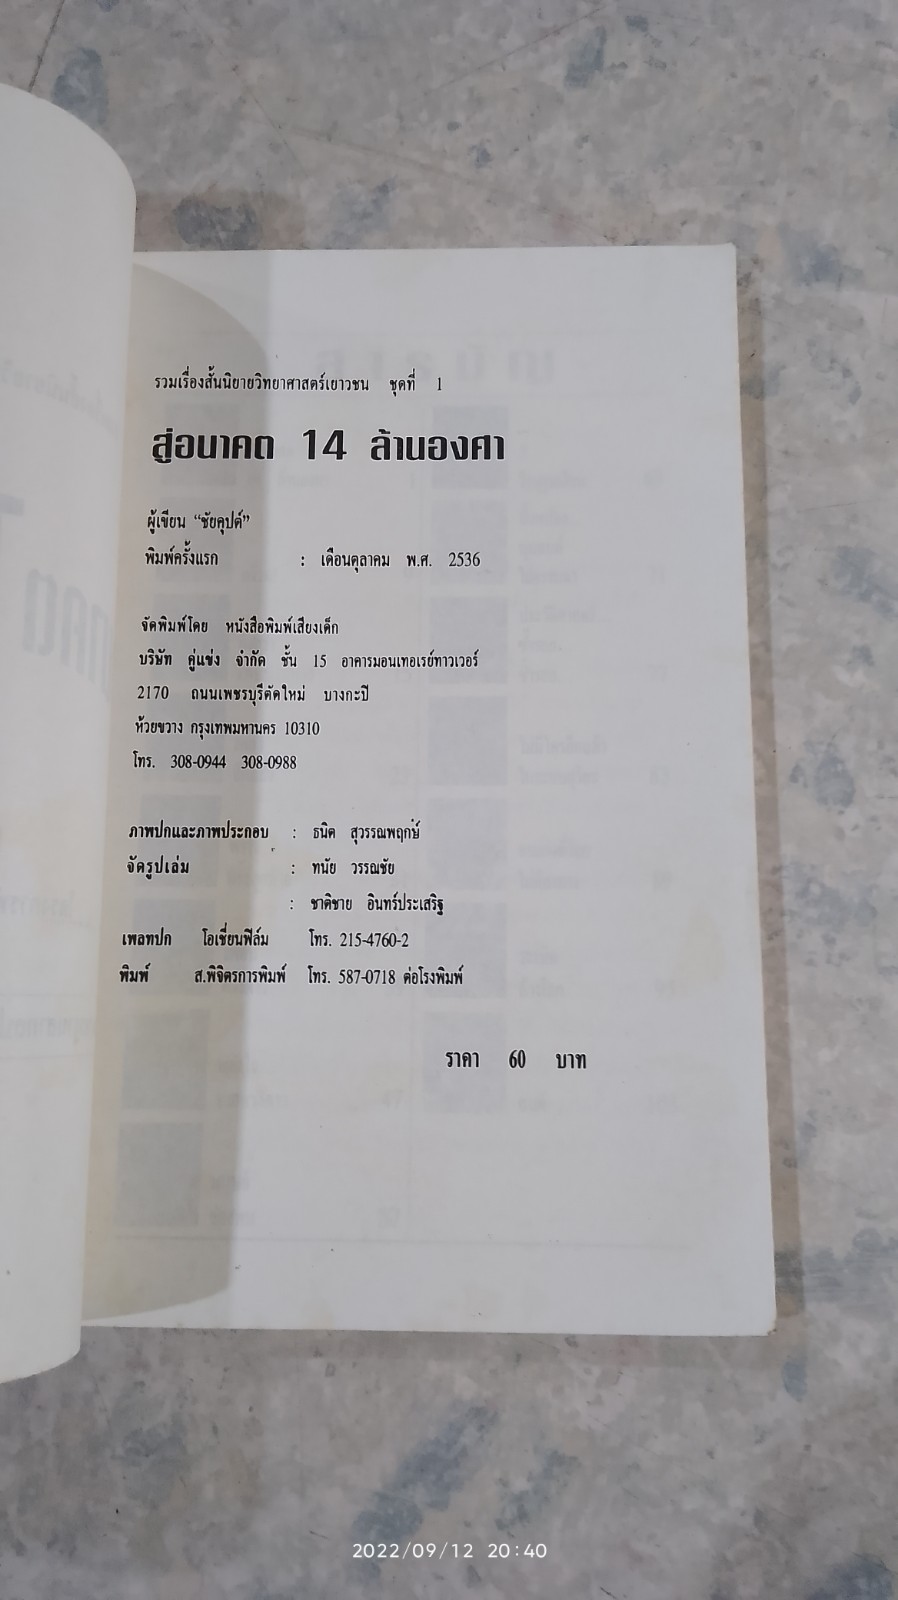 รวมเรื่องสั้นนิยายวิทยาศาสตร์เยาวชน ชุดที่ 1
สู่อนาคต 14 ล้านองศา
ผู้เขียน “ชัยคุปต์”
พิมพ์ครั้งแรก : เดือนตุลาคม พ.ศ. 2536
จัดพิมพ์โดย หนังสือพิมพ์เสียงเด็ก
บริษัท คู่แข่ง จำกัด ชั้น 15 อาคารมอนเทอเรย์ทาวเวอร์
2170 ถนนเพชรบุรีตัดใหม่ บางกะปี
ห้วยขวาง กรุงเทพมหานคร 10310
โทร. 308-0944 308-0988
ภาพปกและภาพประกอบ : ธนิต สุวรรณพฤกษ์
จัดรูปเล่ม : ทนัย วรรณชัย
: ชาติชาย อินทร์ประเสริฐ
เพลทปก โอเชี่ยนฟิล์ม โทร. 215-4760-2
พิมพ์ ส.พิจิตรการพิมพ์ โทร. 587-0718 ต่อโรงพิมพ์
ราคา 60 บาท
2022/09/12 20:40